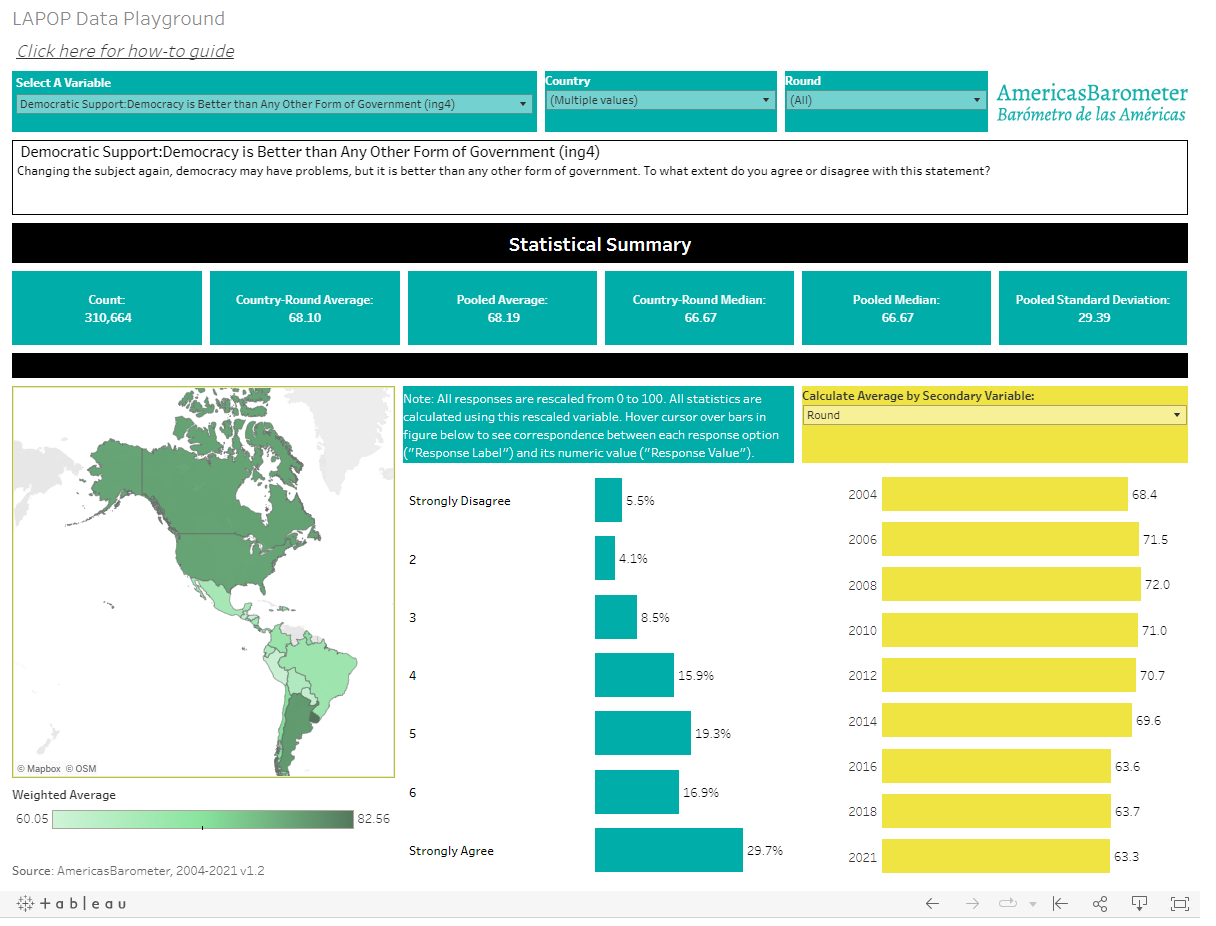 LAPOP Data Playground
Click here for how-to guide
Select A Variable
Democratic Support:Democracy is Better than Any Other Form of Government (ing4)
Country
(Multiple values)
Round
(All)
AmericasBarometer
Barómetro de las Américas
Democratic Support:Democracy is Better than Any Other Form of Government (ing4)
Changing the subject again, democracy may have problems, but it is better than any other form of government. To what extent do you agree or disagree with this statement?
Statistical Summary
Count:
310,664
Country-Round Average:
68.10
Pooled Average:
68.19
Country-Round Median:
66.67
Pooled Median:
66.67
Pooled Standard Deviation:
29.39
© Mapbox © OSM
Weighted Average
60.05
82.56
Source: AmericasBarometer, 2004-2021 v1.2
Note: All responses are rescaled from 0 to 100. All statistics are
calculated using this rescaled variable. Hover cursor over bars in
figure below to see correspondence between each response option
("Response Label") and its numeric value ("Response Value").
Strongly Disagree 5.5%
2 4.1%
3 8.5%
4 15.9%
5 19.3%
6 16.9%
Strongly Agree 29.7%
Calculate Average by Secondary Variable:
Round
2004 68.4
2006 71.5
2008 72.0
2010 71.0
2012 70.7
2014 69.6
2016 63.6
2018 63.7
2021 63.3
+ableau